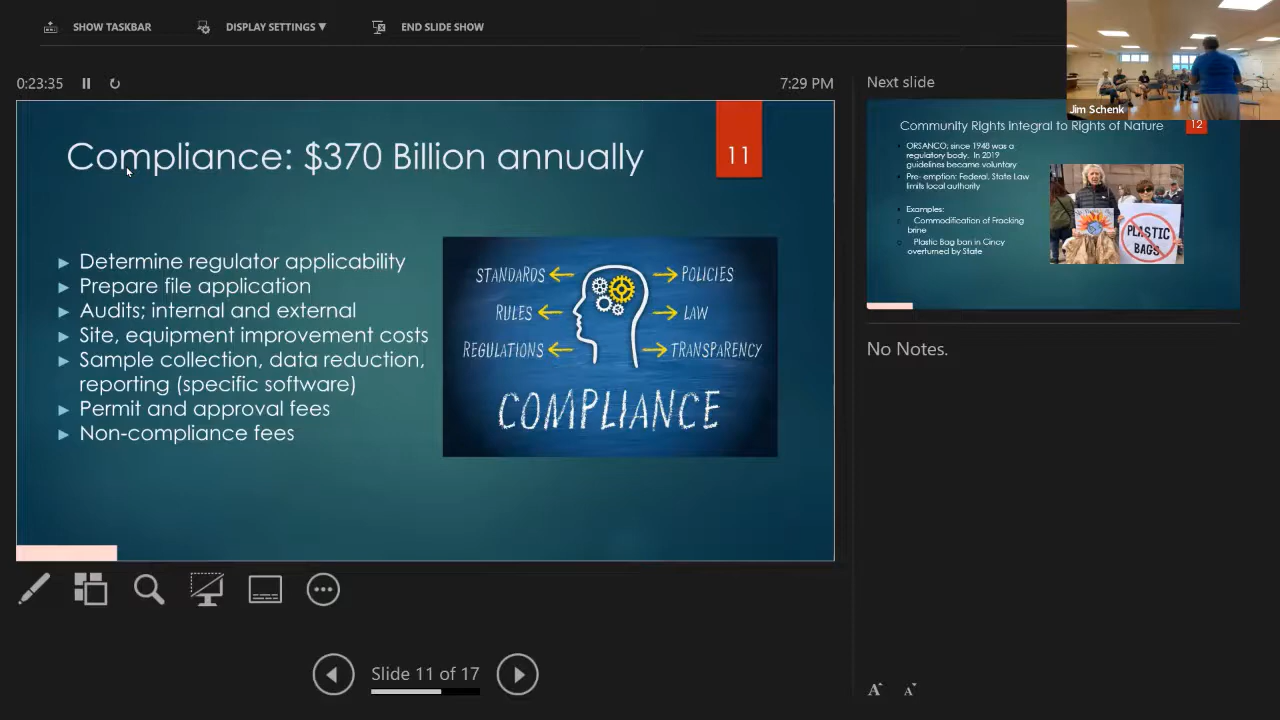 SHOW TASKBAR
DISPLAY SETTINGS ▼
END SLIDE SHOW
0:23:35
7:29 PM
Compliance: $370 Billion annually
11
► Determine regulator applicability
► Prepare file application
► Audits; internal and external
► Site, equipment improvement costs
► Sample collection, data reduction,
reporting (specific software)
► Permit and approval fees
► Non-compliance fees
STANDARDS
POLICIES
RULES
LAW
REGULATIONS
TRANSPARENCY
COMPLIANCE
Slide 11 of 17
Next slide
Jim Schenk
Community Rights Integral to Rights of Nature
12
ORSANCO: since 1948 was a
regulatory body. In 2019
guidelines became voluntary
Pre- emption: Federal, State Law
limits local authority
Examples:
Commodification of Fracking
brine
Plastic Bag ban in Cincy
overturned by State
PLASTIC
BAGS
No Notes.
A
A